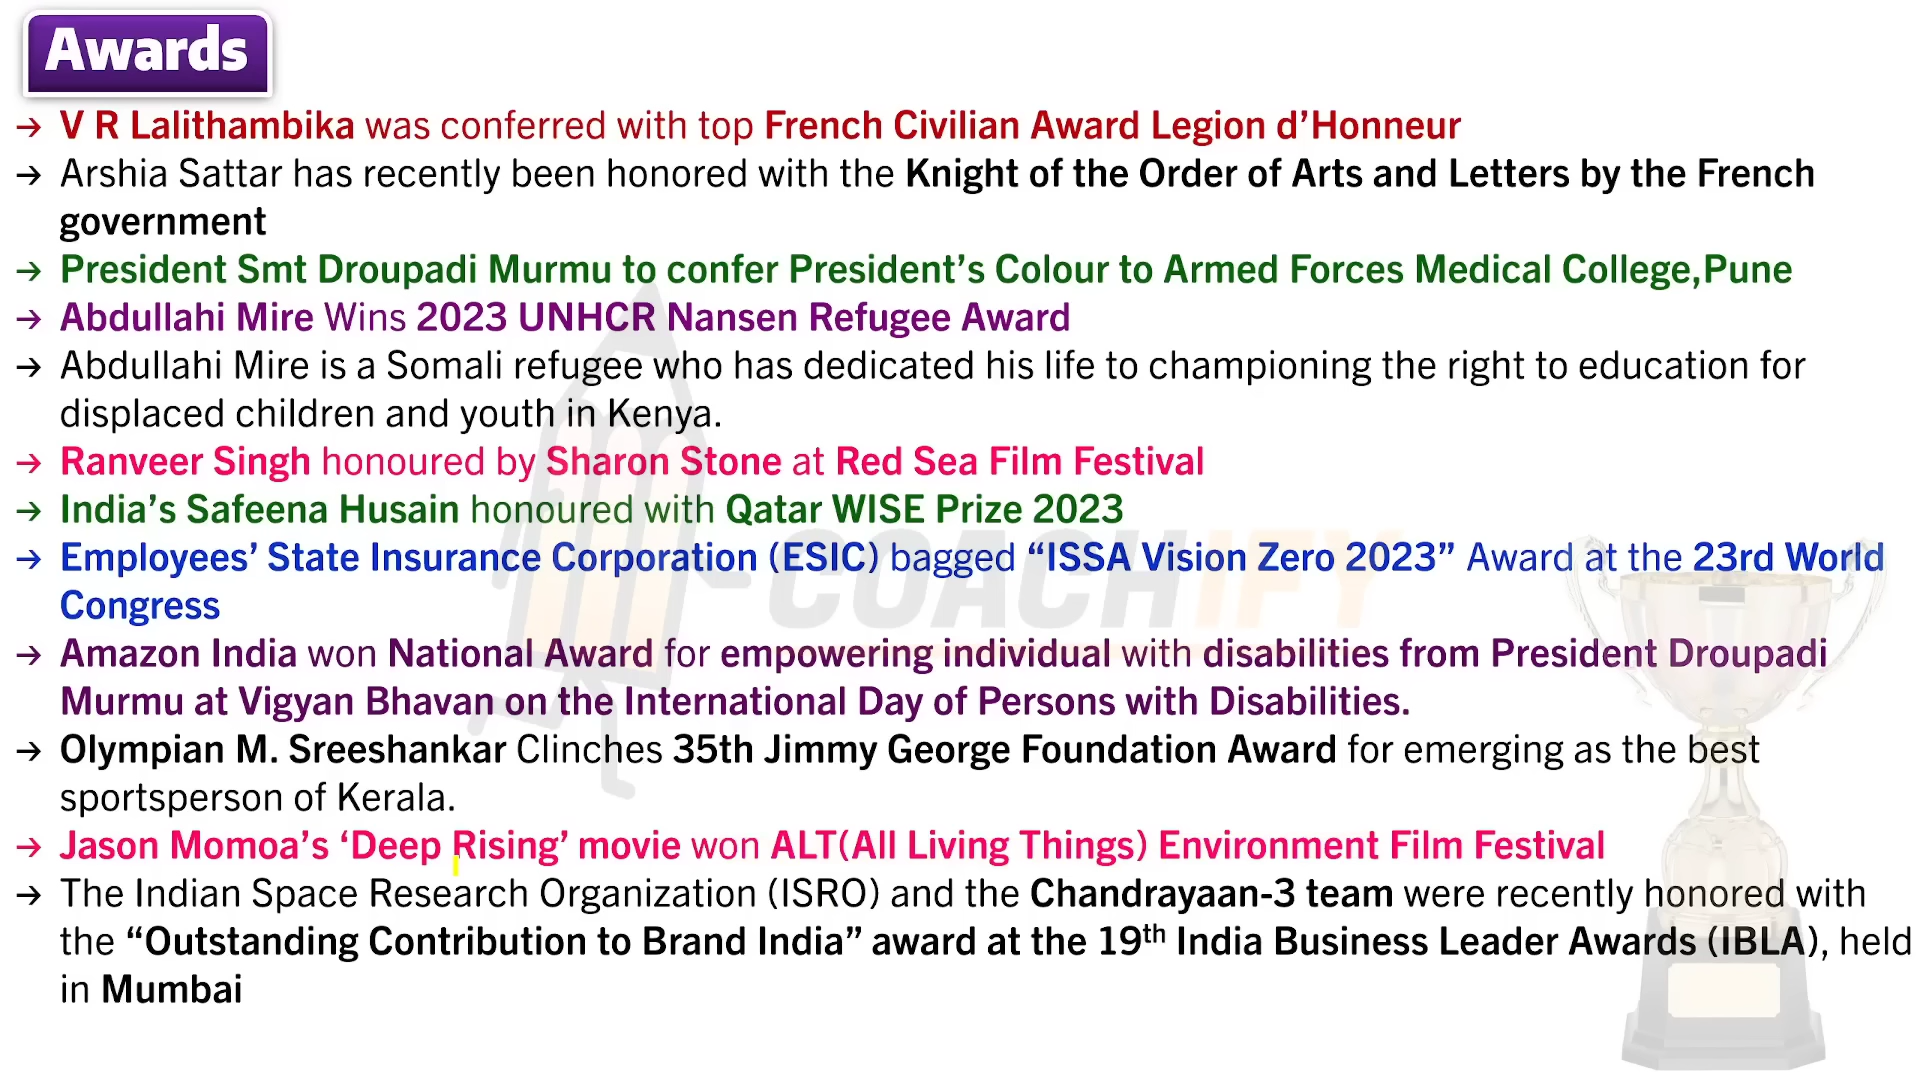 Awards
→ V R Lalithambika was conferred with top French Civilian Award Legion d’Honneur
→ Arshia Sattar has recently been honored with the Knight of the Order of Arts and Letters by the French
government
→ President Smt Droupadi Murmu to confer President’s Colour to Armed Forces Medical College,Pune
→ Abdullahi Mire Wins 2023 UNHCR Nansen Refugee Award
→ Abdullahi Mire is a Somali refugee who has dedicated his life to championing the right to education for
displaced children and youth in Kenya.
→ Ranveer Singh honoured by Sharon Stone at Red Sea Film Festival
→ India’s Safeena Husain honoured with Qatar WISE Prize 2023
→ Employees’ State Insurance Corporation (ESIC) bagged “ISSA Vision Zero 2023” Award at the 23rd World
Congress
COACHIFY
→ Amazon India won National Award for empowering individual with disabilities from President Droupadi
Murmu at Vigyan Bhavan on the International Day of Persons with Disabilities.
→ Olympian M. Sreeshankar Clinches 35th Jimmy George Foundation Award for emerging as the best
sportsperson of Kerala.
→ Jason Momoa’s ‘Deep Rising’ movie won ALT(All Living Things) Environment Film Festival
→ The Indian Space Research Organization (ISRO) and the Chandrayaan-3 team were recently honored with
the “Outstanding Contribution to Brand India” award at the 19th India Business Leader Awards (IBLA), held
in Mumbai